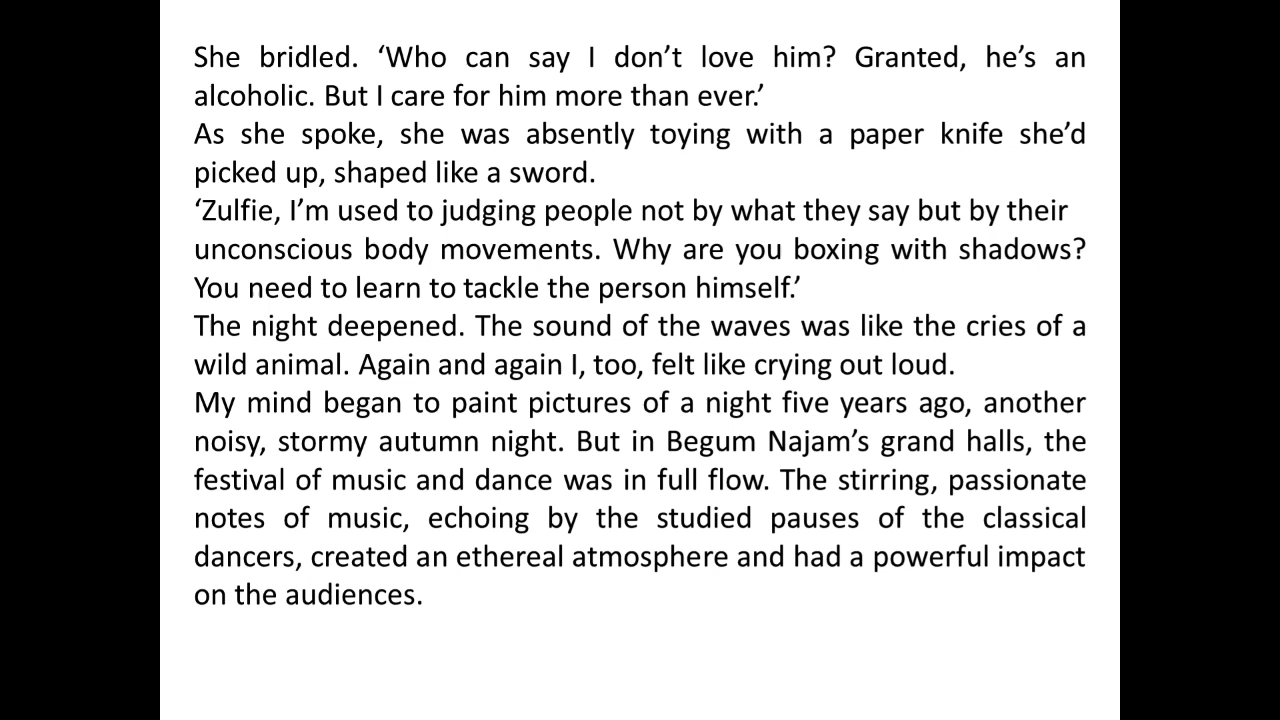 She bridled. ‘Who can say I don’t love him? Granted, he’s an
alcoholic. But I care for him more than ever.’
As she spoke, she was absently toying with a paper knife she’d
picked up, shaped like a sword.
‘Zulfie, I’m used to judging people not by what they say but by their
unconscious body movements. Why are you boxing with shadows?
You need to learn to tackle the person himself.’
The night deepened. The sound of the waves was like the cries of a
wild animal. Again and again I, too, felt like crying out loud.
My mind began to paint pictures of a night five years ago, another
noisy, stormy autumn night. But in Begum Najam’s grand halls, the
festival of music and dance was in full flow. The stirring, passionate
notes of music, echoing by the studied pauses of the classical
dancers, created an ethereal atmosphere and had a powerful impact
on the audiences.